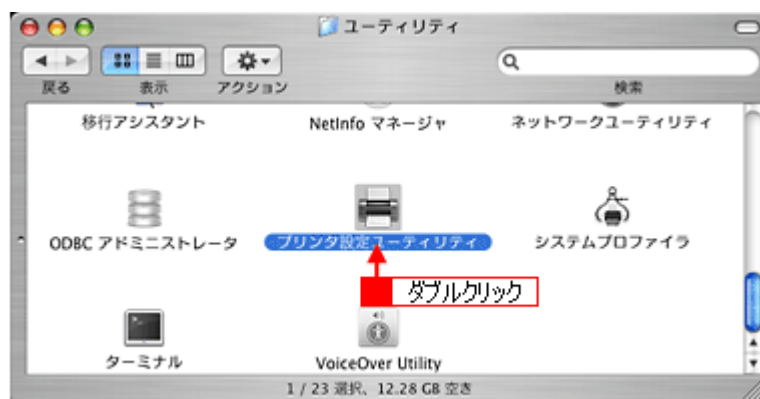 ユーティリティ
戻る 表示 アクション 検索
移行アシスタント NetInfo マネージャ ネットワークユーティリティ
ODBC アドミニストレータ プリンタ設定ユーティリティ システムプロファイラ
ダブルクリック
ターミナル VoiceOver Utility
1 / 23 選択、12.28 GB 空き